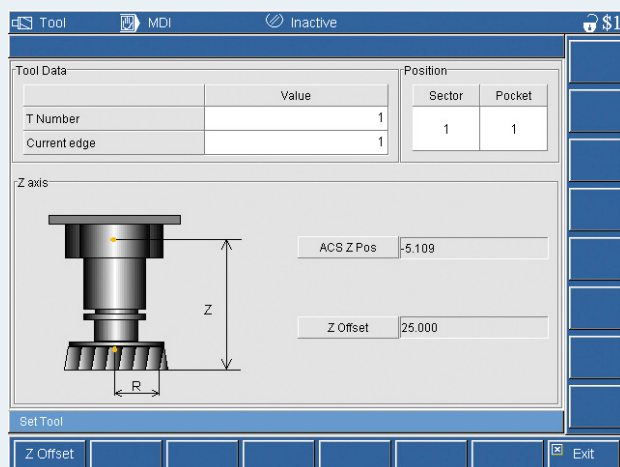 Tool MDI Inactive $1
Tool Data Position
Value Sector Pocket
T Number 1
1 1
Current edge 1
Z axis
ACS Z Pos -5.109
Z
Z Offset 25.000
R
Set Tool
Z Offset Exit